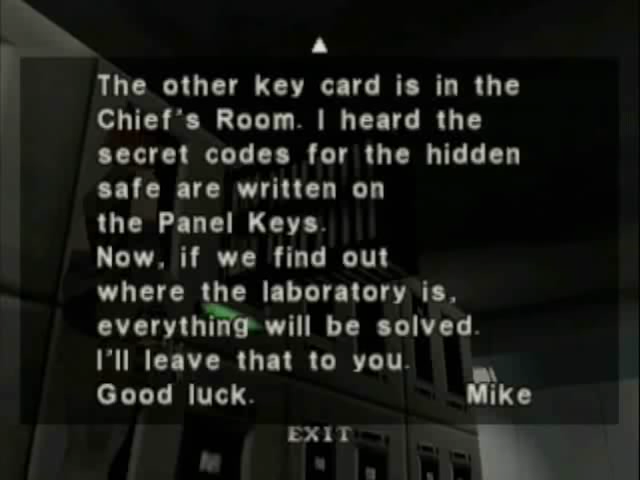 The other key card is in the
Chief's Room. I heard the
secret codes for the hidden
safe are written on
the Panel Keys.
Now, if we find out
where the laboratory is,
everything will be solved.
I'll leave that to you.
Good luck. Mike
EXIT